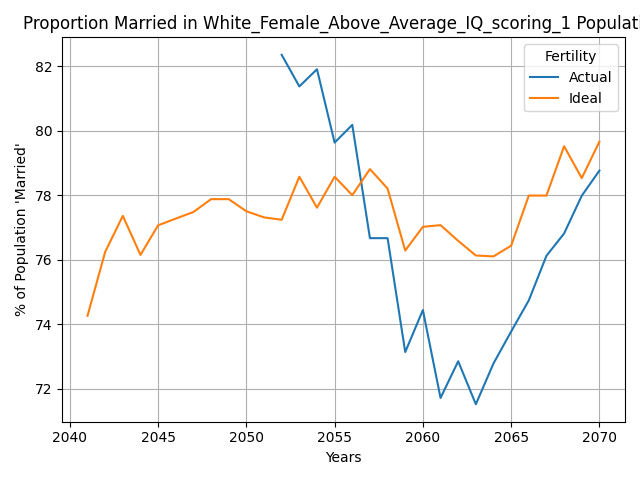 Proportion Married in White_Female_Above_Average_IQ_scoring_1 Populati
Fertility
Actual
Ideal
% of Population 'Married'
82
80
78
76
74
72
2040 2045 2050 2055 2060 2065 2070
Years